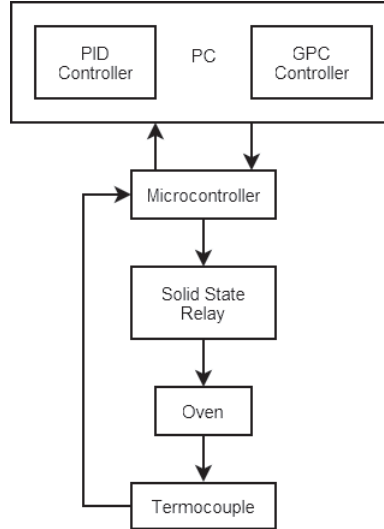 PID
Controller
PC
GPC
Controller
Microcontroller
Solid State
Relay
Oven
Termocouple